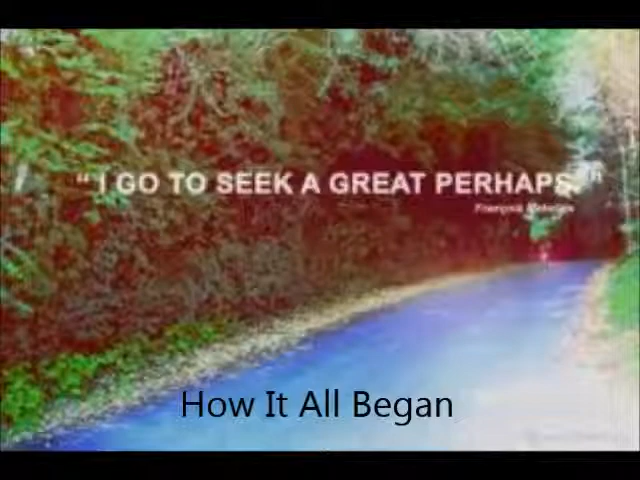 “ I GO TO SEEK A GREAT PERHAPS. ”
François Rabelais
How It All Began